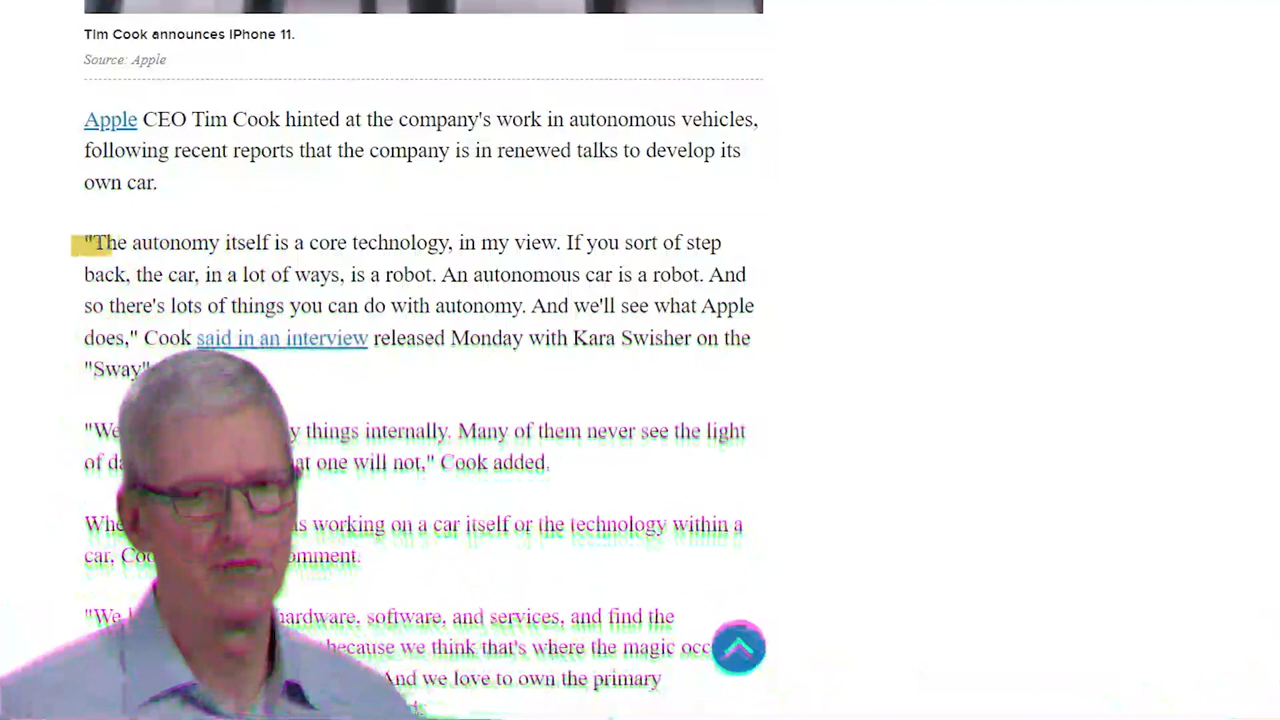 Tim Cook announces iPhone 11.
Source: Apple
Apple CEO Tim Cook hinted at the company's work in autonomous vehicles,
following recent reports that the company is in renewed talks to develop its
own car.
"The autonomy itself is a core technology, in my view. If you sort of step
back, the car, in a lot of ways, is a robot. An autonomous car is a robot. And
so there's lots of things you can do with autonomy. And we'll see what Apple
does," Cook said in an interview released Monday with Kara Swisher on the
"Sway"
"We things internally. Many of them never see the light
of one will not," Cook added.
working on a car itself or the technology within a
car,
"We hardware, software, and services, and find the
because we think that's where the magic
And we love to own the primary